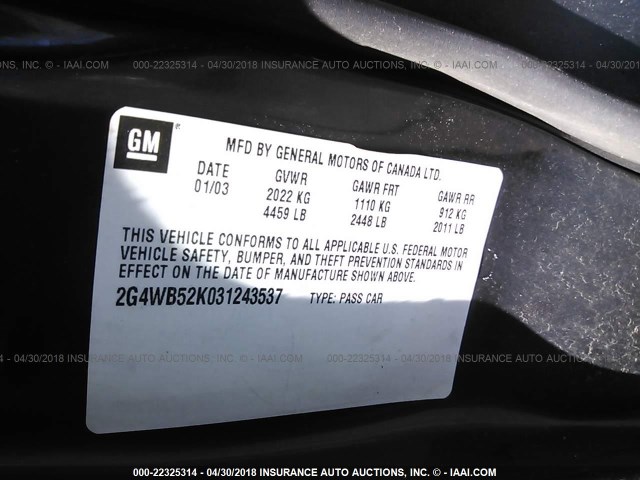 INC. © - IAAI.COM
000-22325314 - 04/30/2018 INSURANCE AUTO AUCTIONS, INC. - © IAAI.COM
GM ®
MFD BY GENERAL MOTORS OF CANADA LTD.
DATE GVWR GAWR FRT GAWR RR
01/03 2022 KG 1110 KG 912 KG
4459 LB 2448 LB 2011 LB
THIS VEHICLE CONFORMS TO ALL APPLICABLE U.S. FEDERAL MOTOR
VEHICLE SAFETY, BUMPER, AND THEFT PREVENTION STANDARDS IN
EFFECT ON THE DATE OF MANUFACTURE SHOWN ABOVE.
2G4WB52K031243537 TYPE: PASS CAR
000-22325314 - 04/30/2018 INSURANCE AUTO AUCTIONS, INC. © - IAAI.COM
000-22325314 - 04/30/2018 INSURANCE AUTO AUCTIONS, INC. - © IAAI.COM
000-22325314 - 04/30/2018 INSURANCE AUTO AUCTIONS, INC. - © IAAI.COM